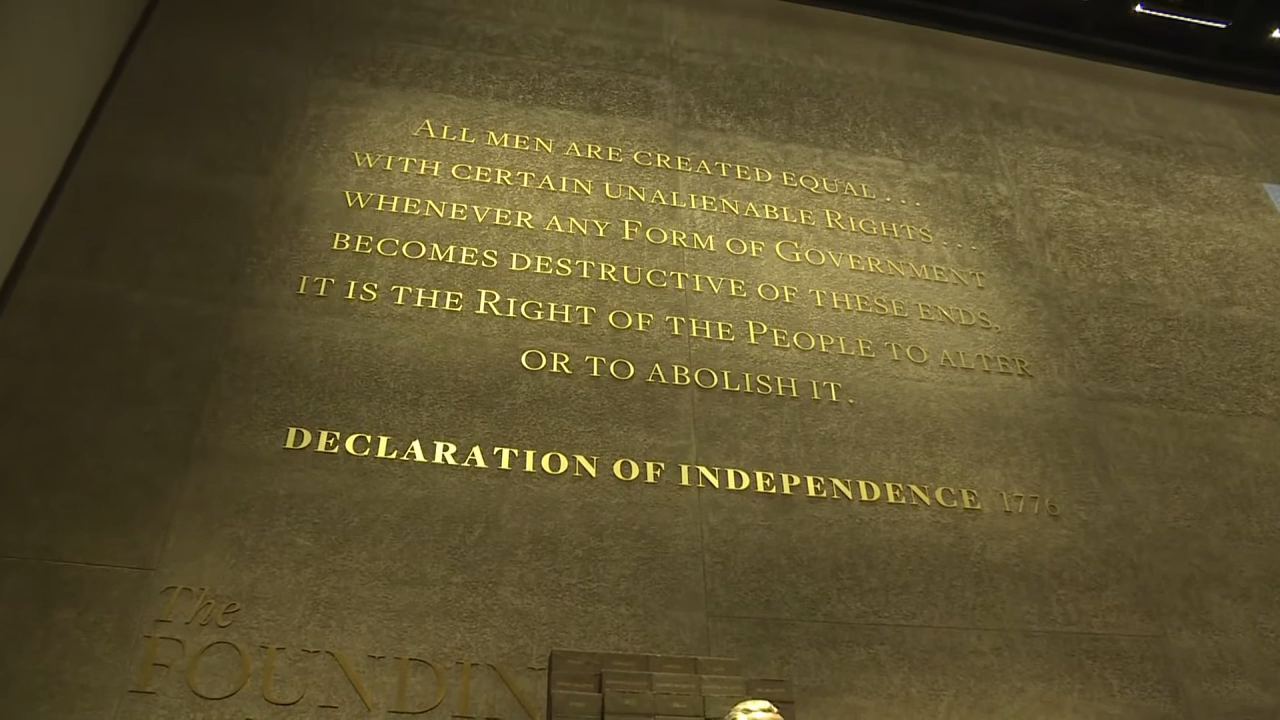 ALL MEN ARE CREATED EQUAL . . .
WITH CERTAIN UNALIENABLE RIGHTS . . .
WHENEVER ANY FORM OF GOVERNMENT
BECOMES DESTRUCTIVE OF THESE ENDS,
IT IS THE RIGHT OF THE PEOPLE TO ALTER
OR TO ABOLISH IT.
DECLARATION OF INDEPENDENCE 1776
The
FOUNDIN